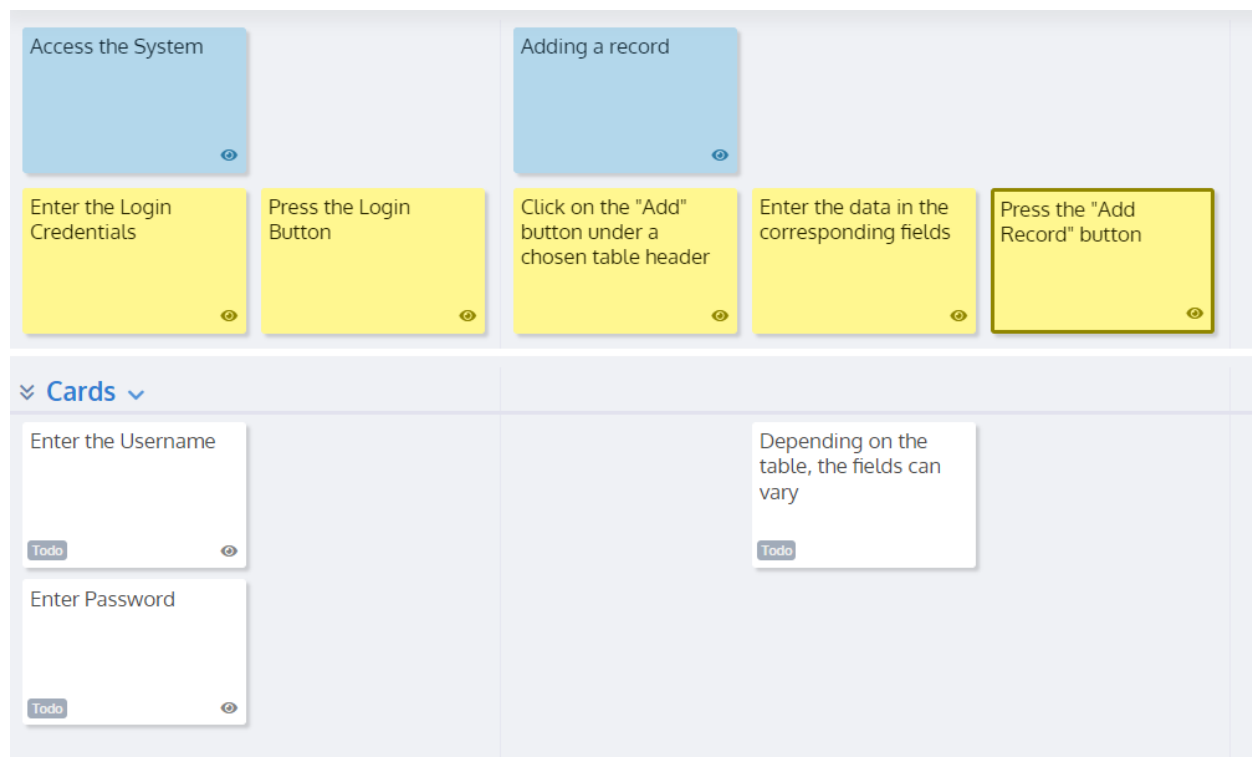 Access the System
Adding a record
Enter the Login
Credentials
Press the Login
Button
Click on the "Add"
button under a
chosen table header
Enter the data in the
corresponding fields
Press the "Add
Record" button
Cards
Enter the Username
Todo
Depending on the
table, the fields can
vary
Todo
Enter Password
Todo